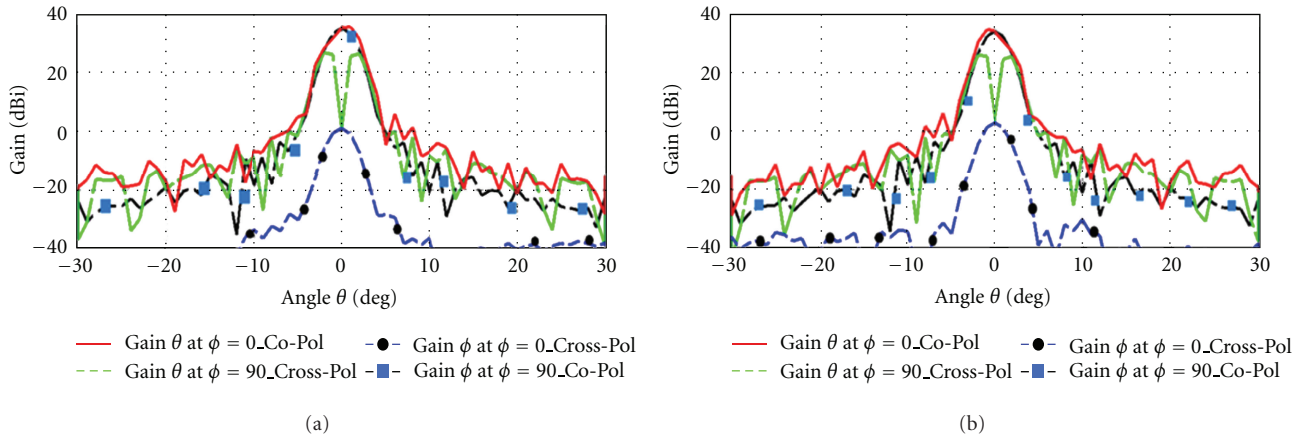 40
20
0
−20
−40
Gain (dBi)
−30 −20 −10 0 10 20 30
Angle θ (deg)
Gain θ at ϕ = 0_Co-Pol
Gain θ at ϕ = 90_Cross-Pol
Gain ϕ at ϕ = 0_Cross-Pol
Gain ϕ at ϕ = 90_Co-Pol
(a)
40
20
0
−20
−40
Gain (dBi)
−30 −20 −10 0 10 20 30
Angle θ (deg)
Gain θ at ϕ = 0_Co-Pol
Gain θ at ϕ = 90_Cross-Pol
Gain ϕ at ϕ = 0_Cross-Pol
Gain ϕ at ϕ = 90_Co-Pol
(b)